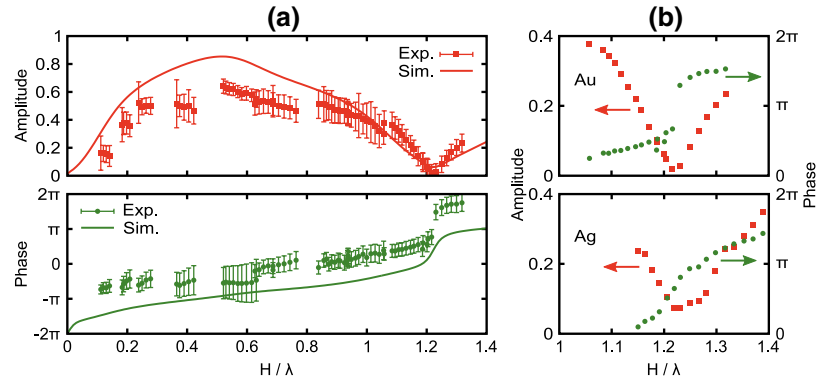 (a)
(b)
1
0.8
0.6
0.4
0.2
0
Amplitude
Exp.
Sim.
2π
π
0
-π
-2π
Phase
Exp.
Sim.
0 0.2 0.4 0.6 0.8 1 1.2 1.4
H / λ
0.4
0.2
0
Au
2π
π
0
0.4
0.2
0
Amplitude
Ag
2π
π
0
Phase
1 1.1 1.2 1.3 1.4
H / λ